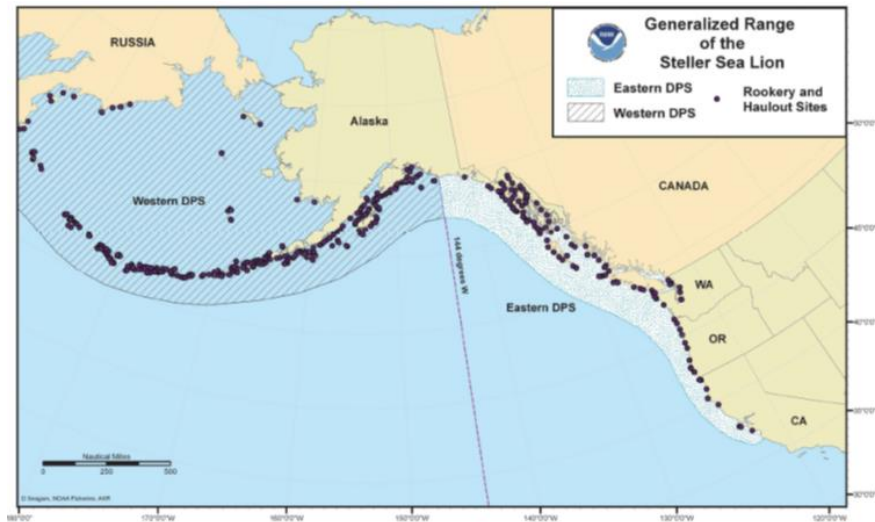 Generalized Range
of the
Steller Sea Lion
Eastern DPS
Western DPS
Rookery and
Haulout Sites
RUSSIA
Alaska
CANADA
Western DPS
144 degrees W
Eastern DPS
WA
OR
CA
Nautical Miles
0 250 500
170°0'0"W
160°0'0"W
150°0'0"W
140°0'0"W
130°0'0"W
120°0'0"W